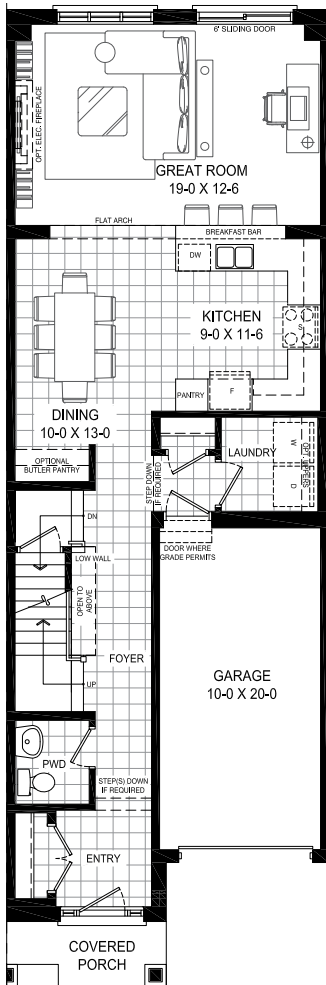 6' SLIDING DOOR
OPT. ELEC. FIREPLACE
GREAT ROOM
19-0 X 12-6
FLAT ARCH
BREAKFAST BAR
DW
KITCHEN
9-0 X 11-6
S
PANTRY
F
DINING
10-0 X 13-0
OPTIONAL
BUTLER PANTRY
STEP DOWN
IF REQUIRED
LAUNDRY
W
D
OPT. UPPERS
DN
LOW WALL
DOOR WHERE
GRADE PERMITS
OPEN TO
ABOVE
FOYER
UP
GARAGE
10-0 X 20-0
PWD
STEP(S) DOWN
IF REQUIRED
ENTRY
COVERED
PORCH